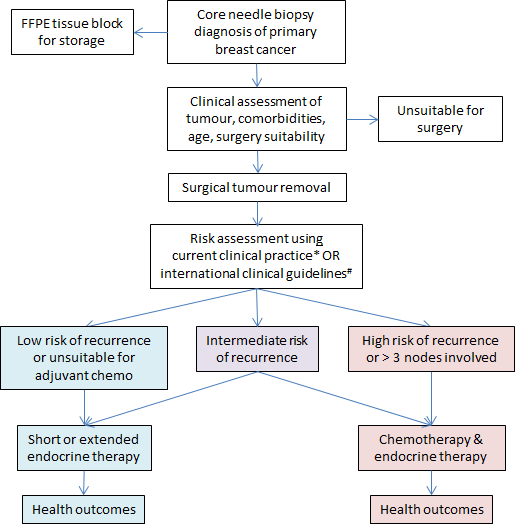 FFPE tissue block
for storage
Core needle biopsy
diagnosis of primary
breast cancer
Clinical assessment of
tumour, comorbidities,
age, surgery suitability
Unsuitable for
surgery
Surgical tumour removal
Risk assessment using
current clinical practice* OR
international clinical guidelines#
Low risk of recurrence
or unsuitable for
adjuvant chemo
Intermediate risk
of recurrence
High risk of recurrence
or > 3 nodes involved
Short or extended
endocrine therapy
Chemotherapy &
endocrine therapy
Health outcomes
Health outcomes